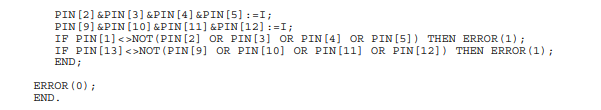 PIN[2]&PIN[3]&PIN[4]&PIN[5]:=I;
PIN[9]&PIN[10]&PIN[11]&PIN[12]:=I;
IF PIN[1]<>NOT(PIN[2] OR PIN[3] OR PIN[4] OR PIN[5]) THEN ERROR(1);
IF PIN[13]<>NOT(PIN[9] OR PIN[10] OR PIN[11] OR PIN[12]) THEN ERROR(1);
END;
ERROR(0);
END.